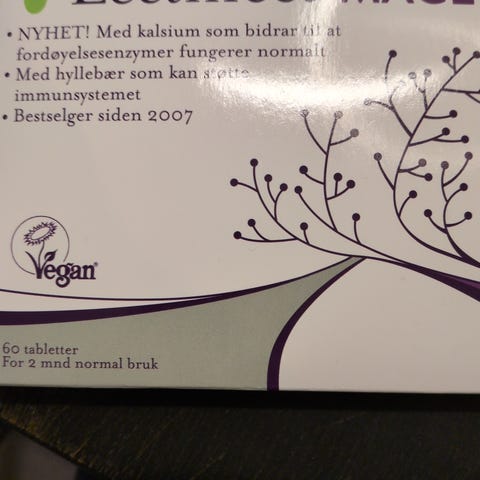 • NYHET! Med kalsium som bidrar til at
fordøyelsesenzymer fungerer normalt
• Med hyllebær som kan støtte
immunsystemet
• Bestselger siden 2007
Vegan
60 tabletter
For 2 mnd normal bruk